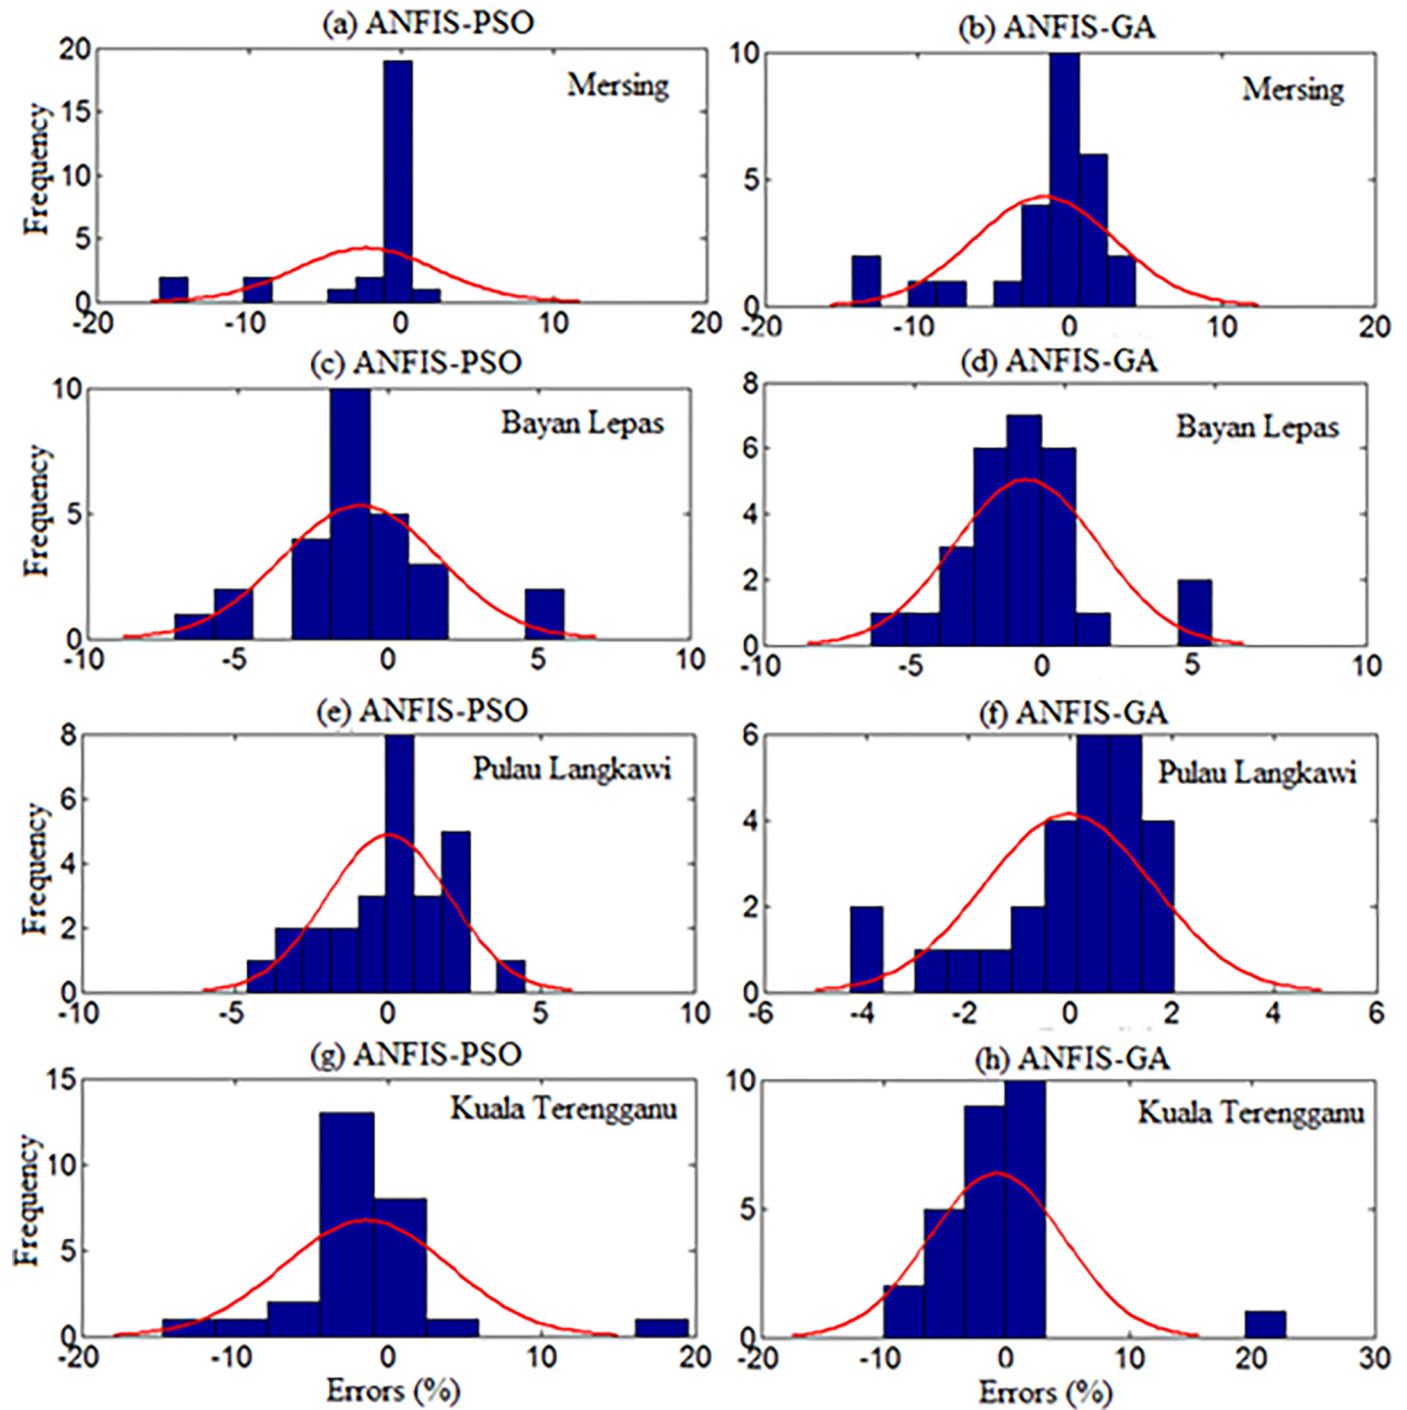 (a) ANFIS-PSO
20
15
10
5
0
Frequency
Mersing
-20 -10 0 10 20
(b) ANFIS-GA
10
5
0
Mersing
-20 -10 0 10 20
(c) ANFIS-PSO
10
5
0
Frequency
Bayan Lepas
-10 -5 0 5 10
(d) ANFIS-GA
8
6
4
2
0
Bayan Lepas
-10 -5 0 5 10
(e) ANFIS-PSO
8
6
4
2
0
Frequency
Pulau Langkawi
-10 -5 0 5 10
(f) ANFIS-GA
6
4
2
0
Pulau Langkawi
-6 -4 -2 0 2 4 6
(g) ANFIS-PSO
15
10
5
0
Frequency
Kuala Terengganu
-20 -10 0 10 20
Errors (%)
(h) ANFIS-GA
10
5
0
Kuala Terengganu
-20 -10 0 10 20 30
Errors (%)